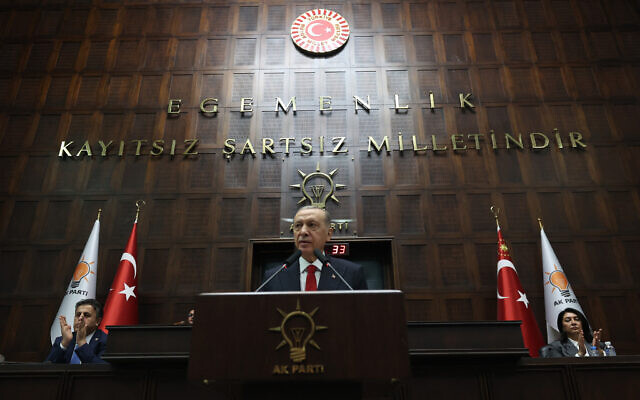 EGEMENLİK
KAYITSIZ ŞARTSIZ MİLLETİNDİR
33
AK PARTİ
AK PARTİ
AK PARTİ